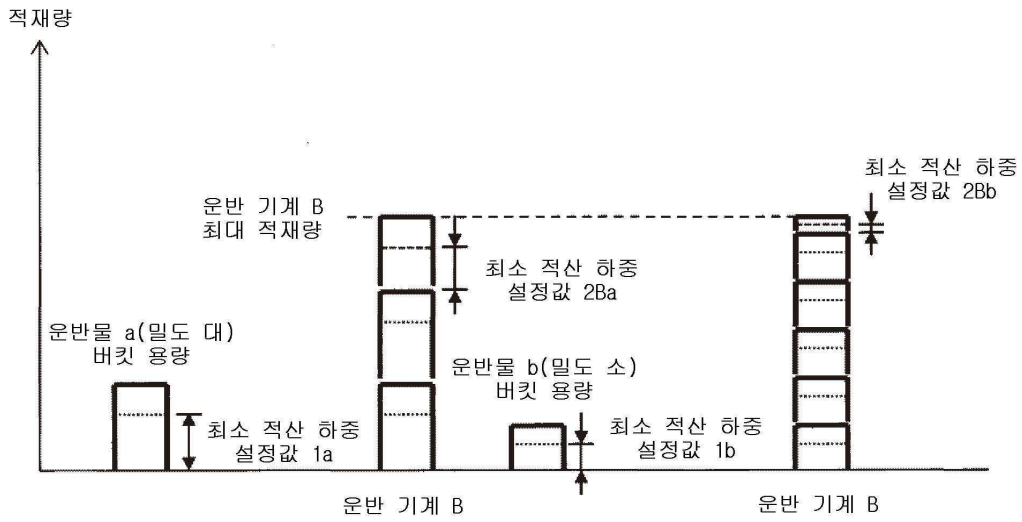 적재량
최소 적산 하중
설정값 2Bb
운반 기계 B
최대 적재량
최소 적산 하중
설정값 2Ba
운반물 a(밀도 대)
버킷 용량
운반물 b(밀도 소)
버킷 용량
최소 적산 하중
설정값 1a
최소 적산 하중
설정값 1b
운반 기계 B
운반 기계 B